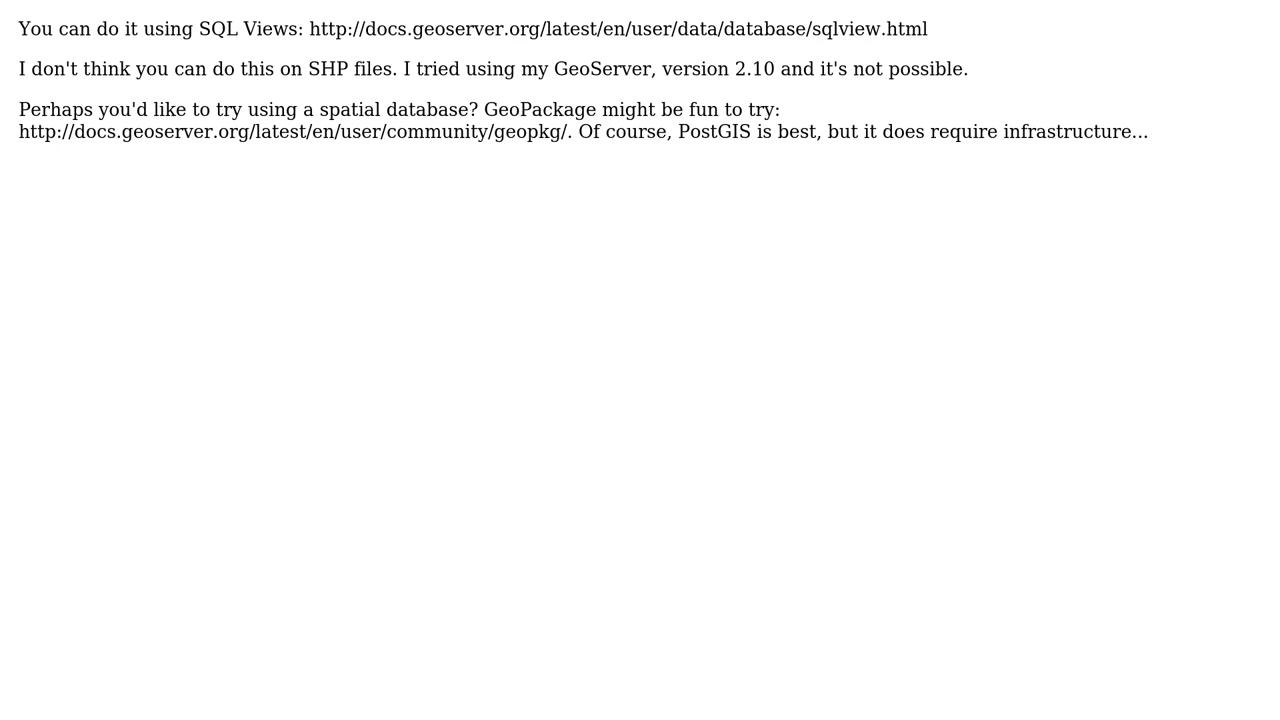 You can do it using SQL Views: http://docs.geoserver.org/latest/en/user/data/database/sqlview.html
I don't think you can do this on SHP files. I tried using my GeoServer, version 2.10 and it's not possible.
Perhaps you'd like to try using a spatial database? GeoPackage might be fun to try:
http://docs.geoserver.org/latest/en/user/community/geopkg/. Of course, PostGIS is best, but it does require infrastructure...